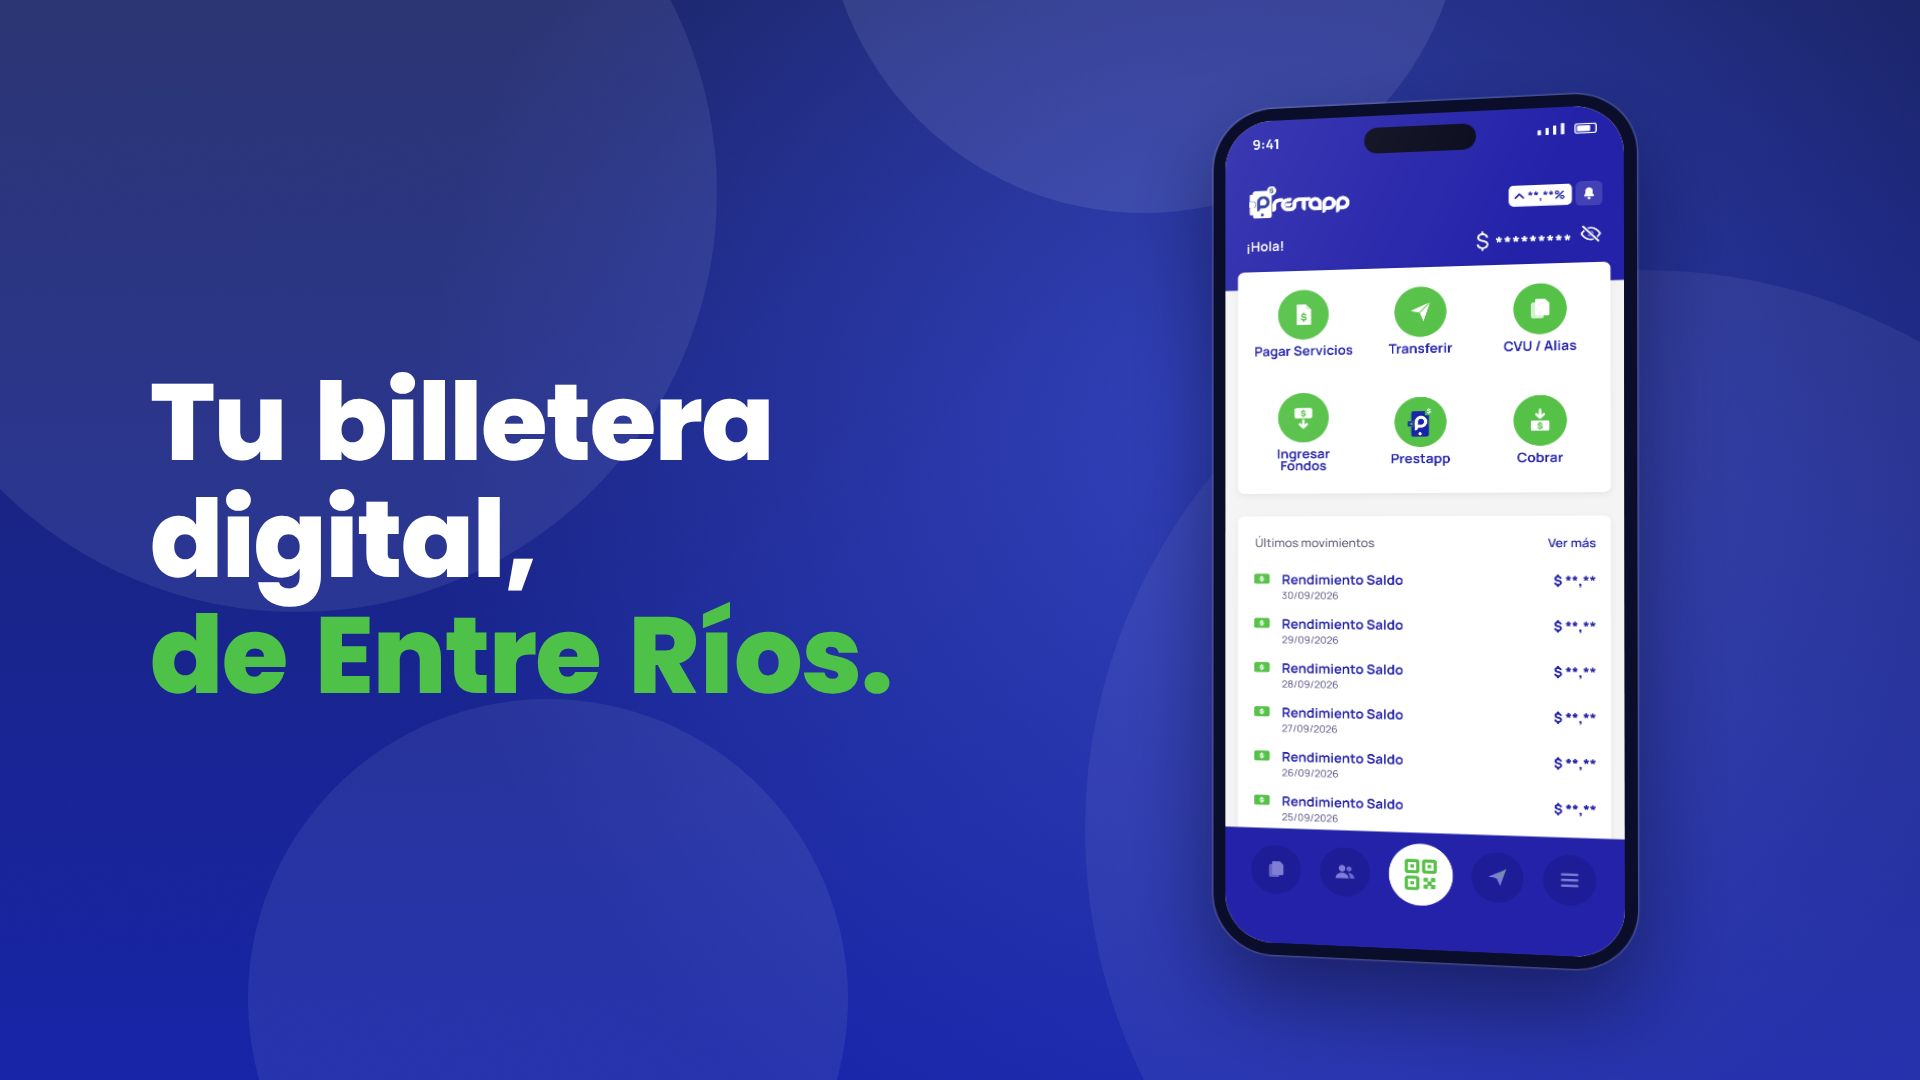 Tu billetera
digital,
de Entre Ríos.
9:41
Prestapp
**,**%
¡Hola!
$ *********
Pagar Servicios
Transferir
CVU / Alias
Ingresar
Fondos
Prestapp
Cobrar
Últimos movimientos
Ver más
Rendimiento Saldo
$ **,**
30/09/2026
Rendimiento Saldo
$ **,**
29/09/2026
Rendimiento Saldo
$ **,**
28/09/2026
Rendimiento Saldo
$ **,**
27/09/2026
Rendimiento Saldo
$ **,**
26/09/2026
Rendimiento Saldo
$ **,**
25/09/2026